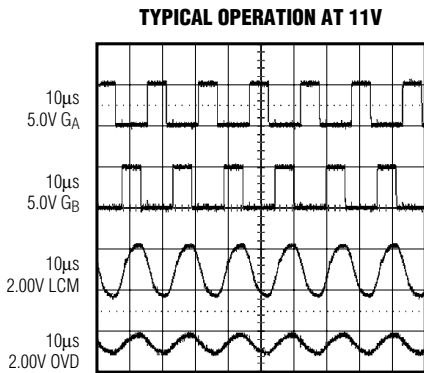 TYPICAL OPERATION AT 11V
10μs
5.0V GA
10μs
5.0V GB
10μs
2.00V LCM
10μs
2.00V OVD